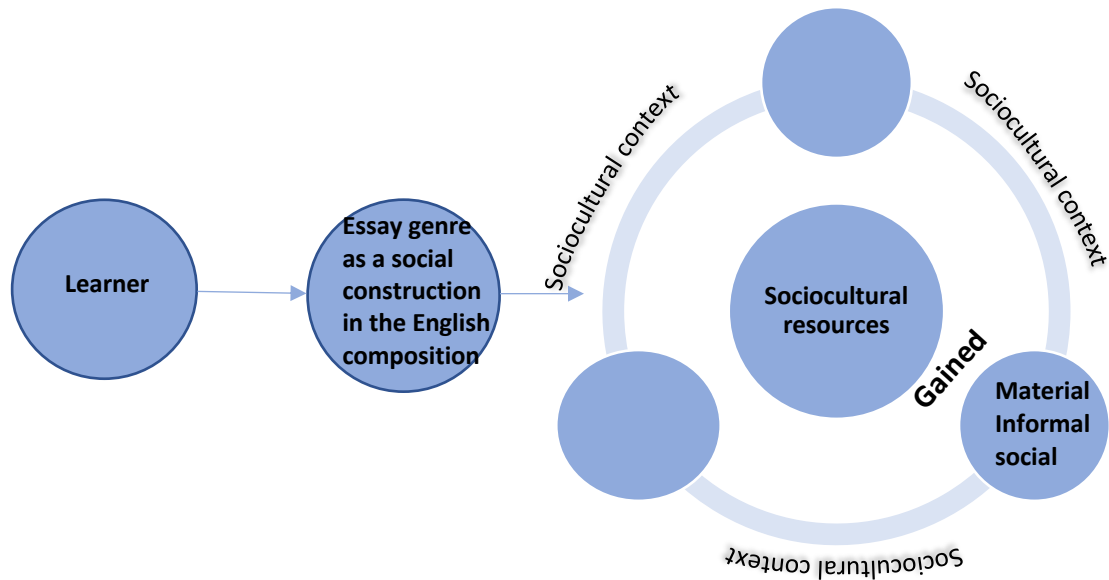 Learner
Essay genre
as a social
construction
in the English
composition
Sociocultural context
Sociocultural context
Sociocultural
resources
Gained
Material
Informal
social
Sociocultural context